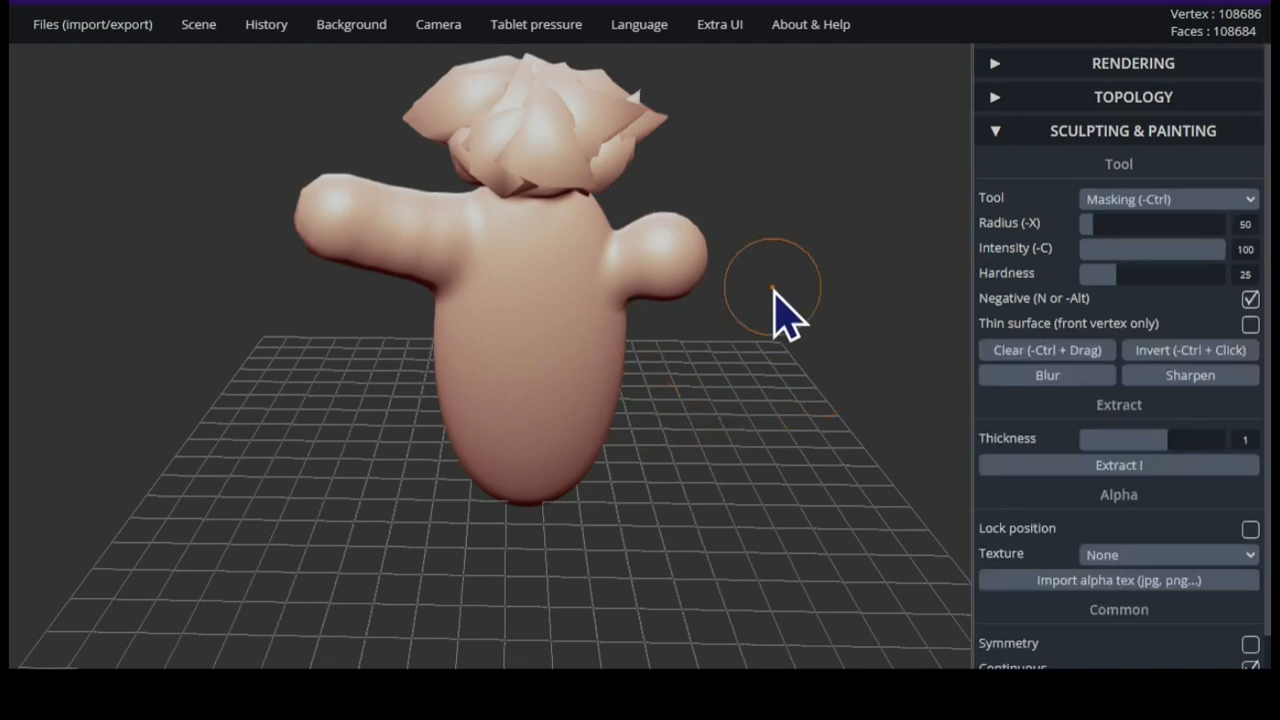 Files (import/export) Scene History Background Camera Tablet pressure Language Extra UI About & Help
Vertex : 108686
Faces : 108684
RENDERING
TOPOLOGY
SCULPTING & PAINTING
Tool
Tool Masking (-Ctrl)
Radius (-X) 50
Intensity (-C) 100
Hardness 25
Negative (N or -Alt)
Thin surface (front vertex only)
Clear (-Ctrl + Drag) Invert (-Ctrl + Click)
Blur Sharpen
Extract
Thickness 1
Extract !
Alpha
Lock position
Texture None
Import alpha tex (jpg, png...)
Common
Symmetry
Continuous